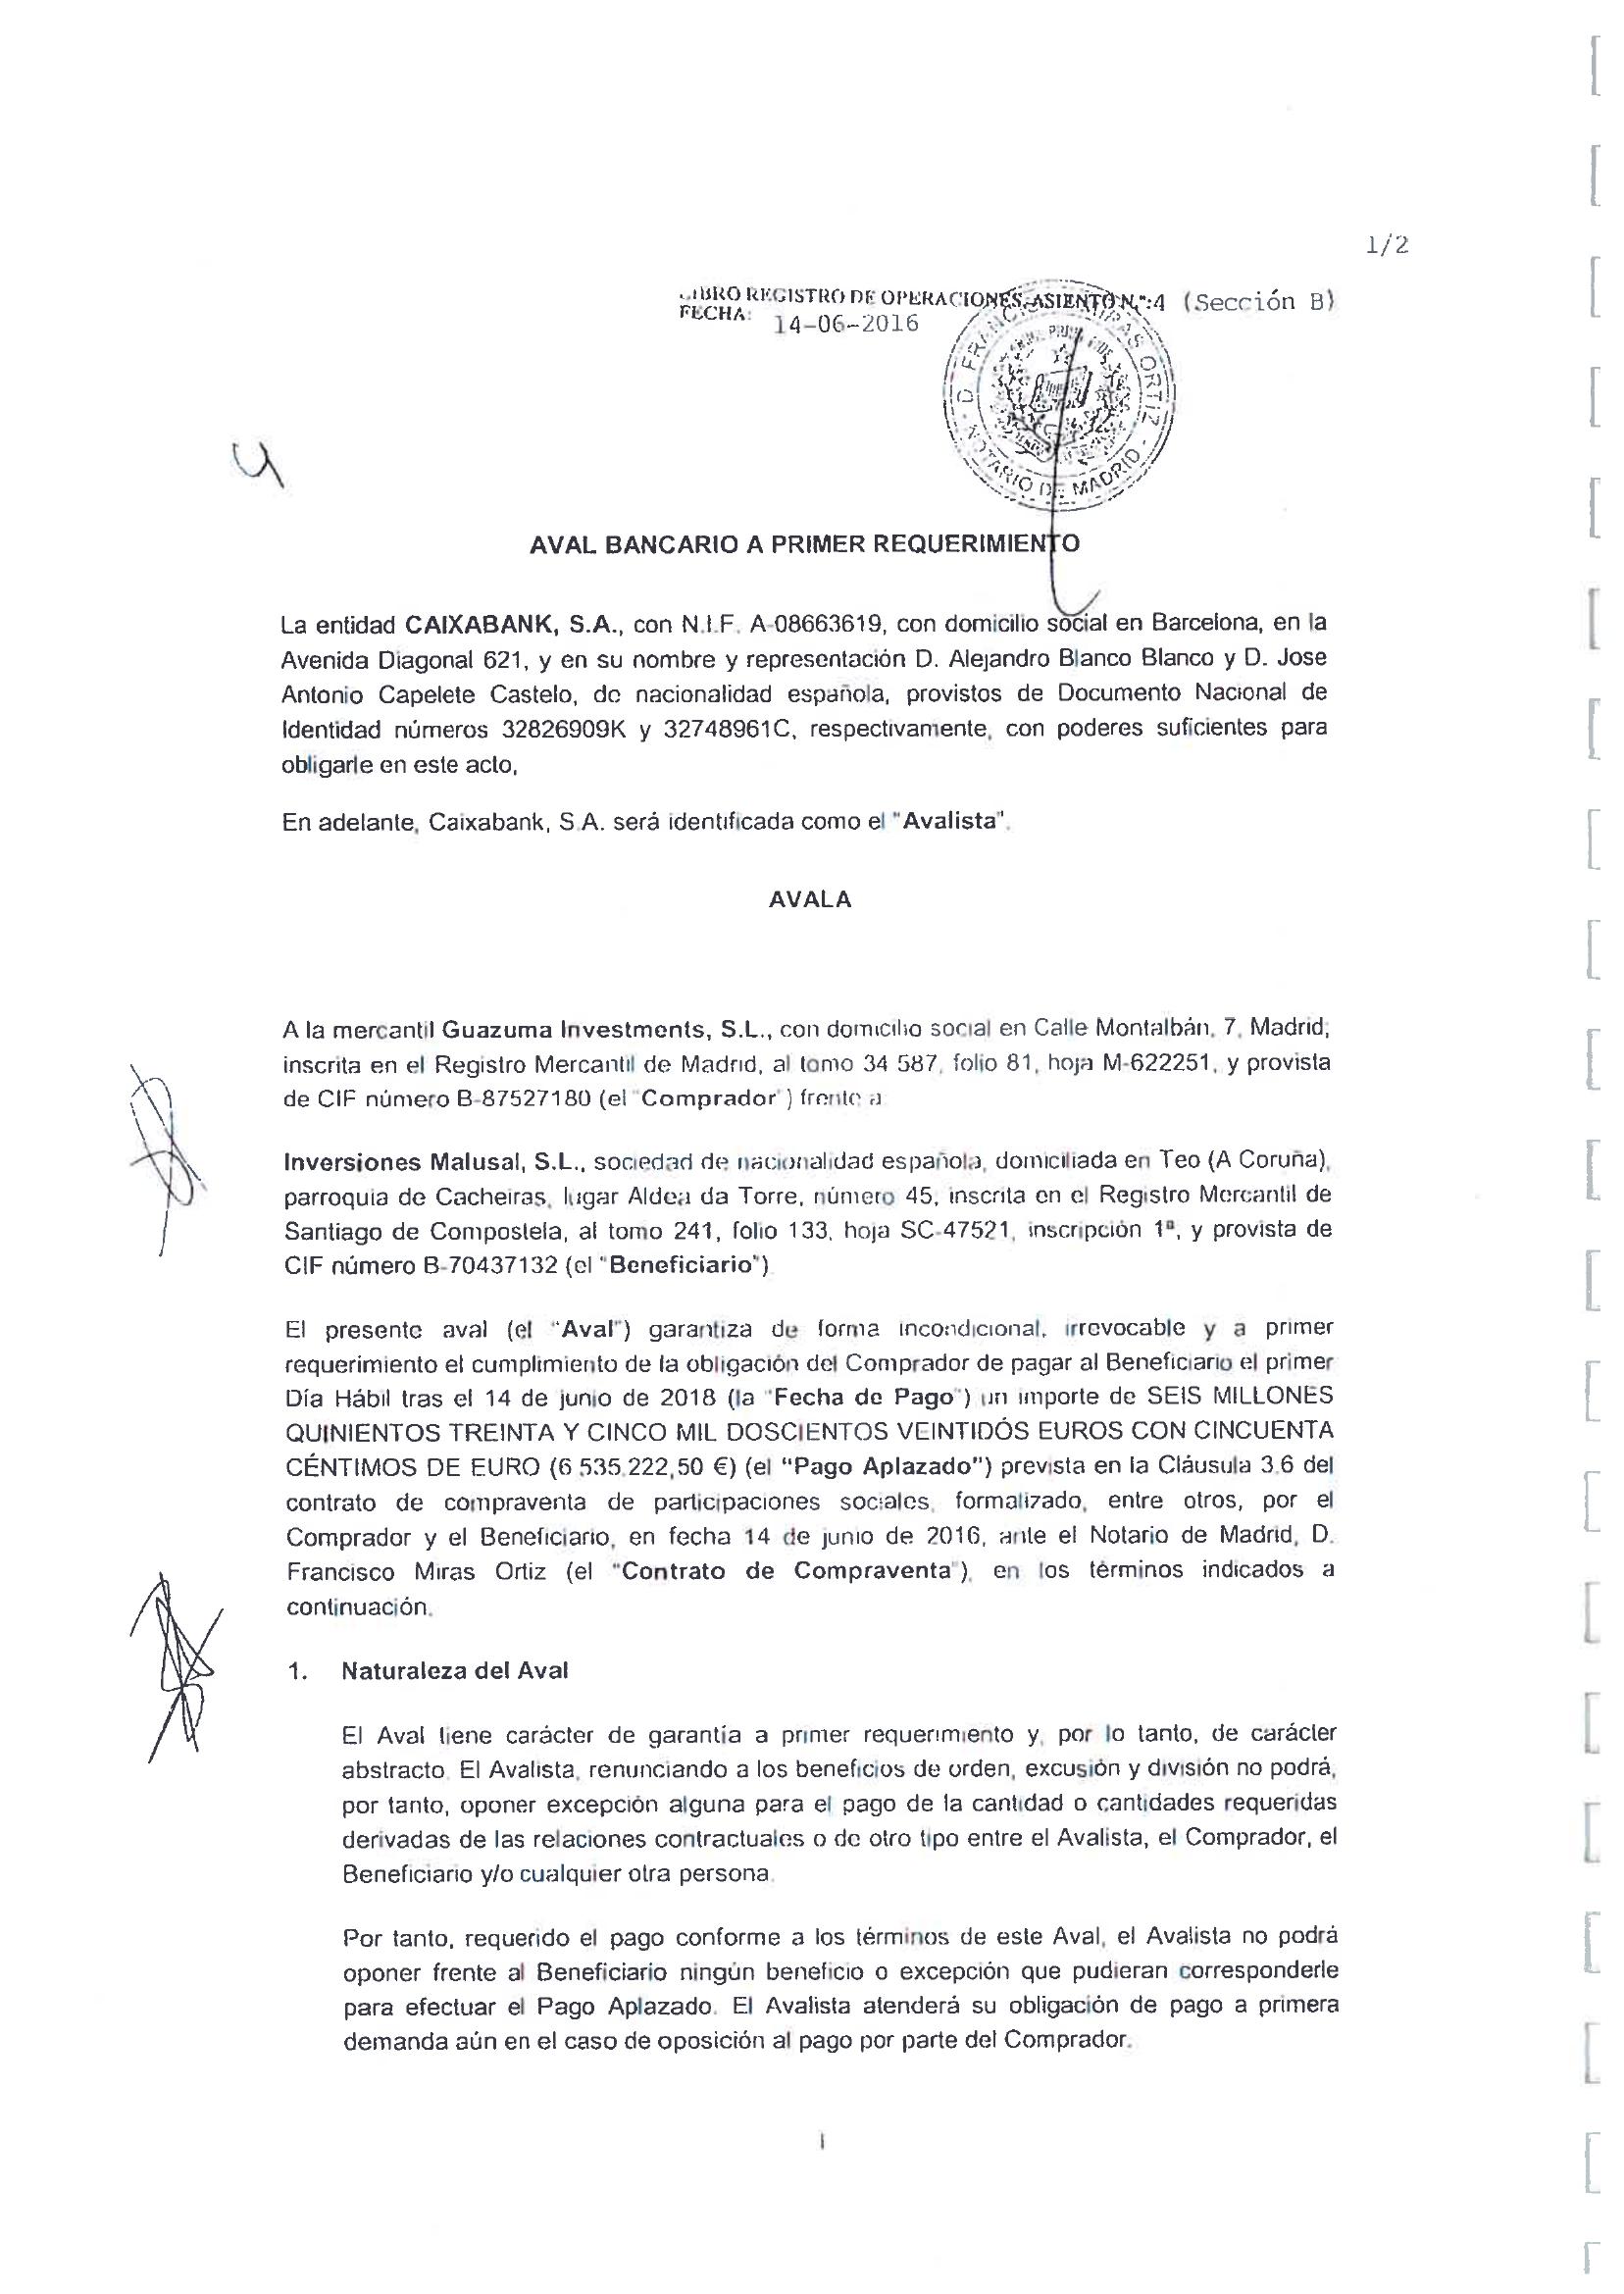 1/2
LIBRO REGISTRO DE OPERACIONES, ASIENTO N.º:4 (Sección B)
FECHA: 14-06-2016
D. FRANCISCO MIRAS ORTIZ - NOTARIO DE MADRID -
AVAL BANCARIO A PRIMER REQUERIMIENTO
La entidad CAIXABANK, S.A., con N.I.F. A-08663619, con domicilio social en Barcelona, en la
Avenida Diagonal 621, y en su nombre y representación D. Alejandro Blanco Blanco y D. Jose
Antonio Capelete Castelo, de nacionalidad española, provistos de Documento Nacional de
Identidad números 32826909K y 32748961C, respectivamente, con poderes suficientes para
obligarle en este acto,
En adelante, Caixabank, S.A. será identificada como el "Avalista".
AVALA
A la mercantil Guazuma Investments, S.L., con domicilio social en Calle Montalbán, 7, Madrid;
inscrita en el Registro Mercantil de Madrid, al tomo 34.587, folio 81, hoja M-622251, y provista
de CIF número B-87527180 (el "Comprador") frente a
Inversiones Malusal, S.L., sociedad de nacionalidad española, domiciliada en Teo (A Coruña),
parroquia de Cacheiras, lugar Aldea da Torre, número 45, inscrita en el Registro Mercantil de
Santiago de Compostela, al tomo 241, folio 133, hoja SC-47521, inscripción 1ª, y provista de
CIF número B-70437132 (el "Beneficiario")
El presente aval (el "Aval") garantiza de forma incondicional, irrevocable y a primer
requerimiento el cumplimiento de la obligación del Comprador de pagar al Beneficiario el primer
Día Hábil tras el 14 de junio de 2018 (la "Fecha de Pago") un importe de SEIS MILLONES
QUINIENTOS TREINTA Y CINCO MIL DOSCIENTOS VEINTIDÓS EUROS CON CINCUENTA
CÉNTIMOS DE EURO (6.535.222,50 €) (el "Pago Aplazado") prevista en la Cláusula 3.6 del
contrato de compraventa de participaciones sociales, formalizado, entre otros, por el
Comprador y el Beneficiario, en fecha 14 de junio de 2016, ante el Notario de Madrid, D.
Francisco Miras Ortiz (el "Contrato de Compraventa"), en los términos indicados a
continuación.
1. Naturaleza del Aval
El Aval tiene carácter de garantía a primer requerimiento y, por lo tanto, de carácter
abstracto. El Avalista, renunciando a los beneficios de orden, excusión y división no podrá,
por tanto, oponer excepción alguna para el pago de la cantidad o cantidades requeridas
derivadas de las relaciones contractuales o de otro tipo entre el Avalista, el Comprador, el
Beneficiario y/o cualquier otra persona.
Por tanto, requerido el pago conforme a los términos de este Aval, el Avalista no podrá
oponer frente al Beneficiario ningún beneficio o excepción que pudieran corresponderle
para efectuar el Pago Aplazado. El Avalista atenderá su obligación de pago a primera
demanda aún en el caso de oposición al pago por parte del Comprador.
1